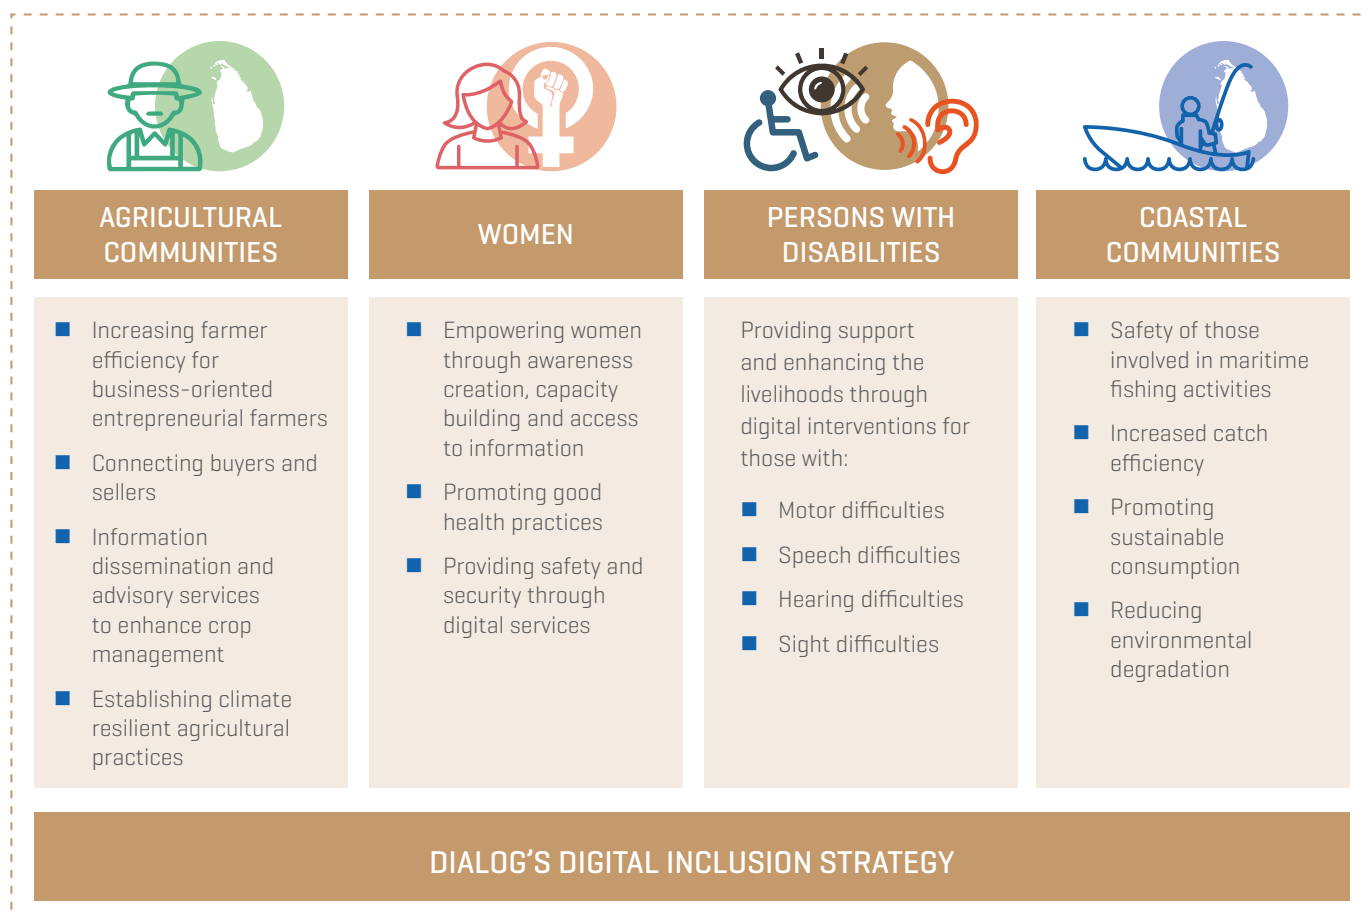 AGRICULTURAL
COMMUNITIES
Increasing farmer
efficiency for
business-oriented
entrepreneurial farmers
Connecting buyers and
sellers
Information
dissemination and
advisory services
to enhance crop
management
Establishing climate
resilient agricultural
practices
WOMEN
Empowering women
through awareness
creation, capacity
building and access
to information
Promoting good
health practices
Providing safety and
security through
digital services
PERSONS WITH
DISABILITIES
Providing support
and enhancing the
livelihoods through
digital interventions for
those with:
Motor difficulties
Speech difficulties
Hearing difficulties
Sight difficulties
COASTAL
COMMUNITIES
Safety of those
involved in maritime
fishing activities
Increased catch
efficiency
Promoting
sustainable
consumption
Reducing
environmental
degradation
DIALOG'S DIGITAL INCLUSION STRATEGY